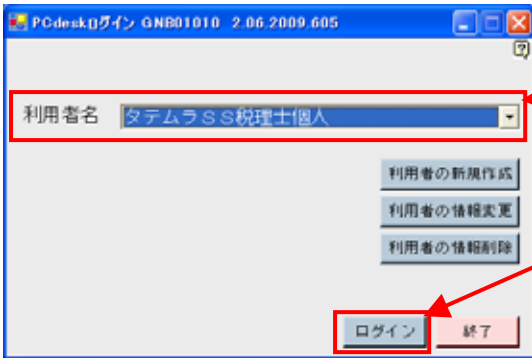 PCdeskログイン GNB01010 2.06.2009.605
利用者名 タテムラSS税理士個人
利用者の新規作成
利用者の情報変更
利用者の情報削除
ログイン 終了